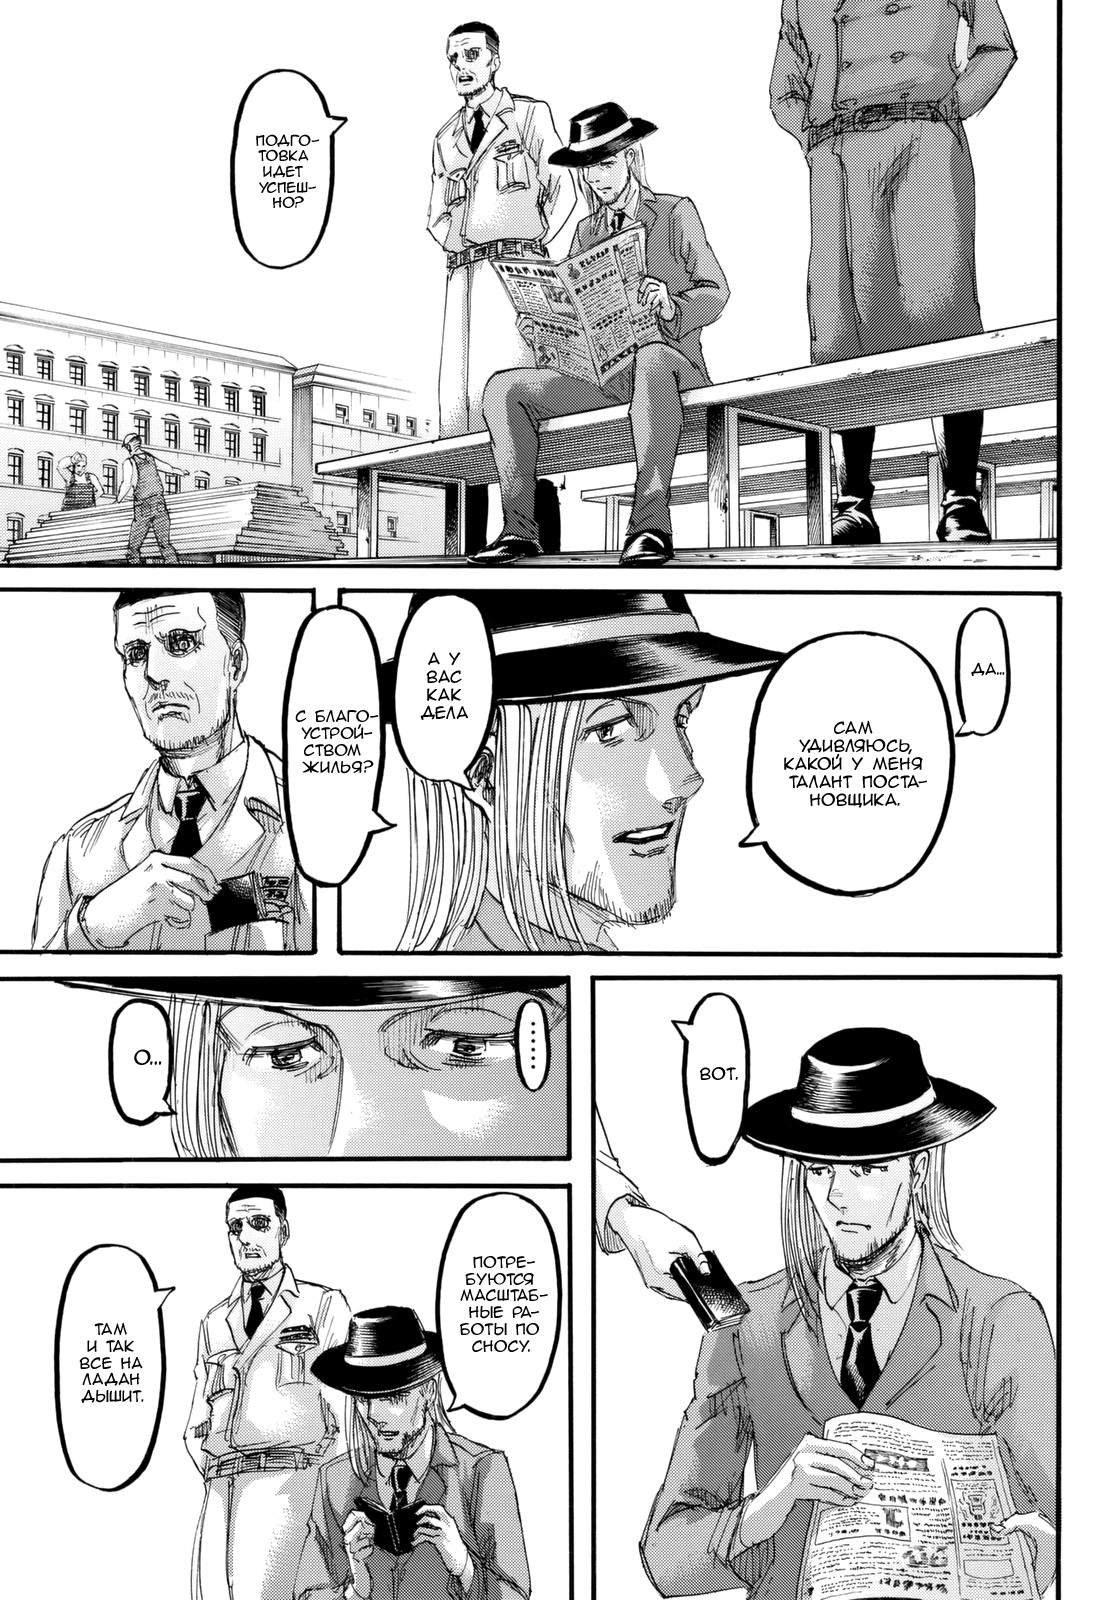 ПОДГО-
ТОВКА
ИДЕТ
УСПЕШ-
НО?
ДА...
САМ
УДИВЛЯЮСЬ,
КАКОЙ У МЕНЯ
ТАЛАНТ ПОСТА-
НОВЩИКА.
А У
ВАС
КАК
ДЕЛА
С БЛАГО-
УСТРОЙ-
СТВОМ
ЖИЛЬЯ?
ВОТ.
........
О...
ПОТРЕ-
БУЮТСЯ
МАСШТАБ-
НЫЕ РА-
БОТЫ ПО
СНОСУ.
ТАМ
И ТАК
ВСЕ НА
ЛАДАН
ДЫШИТ.